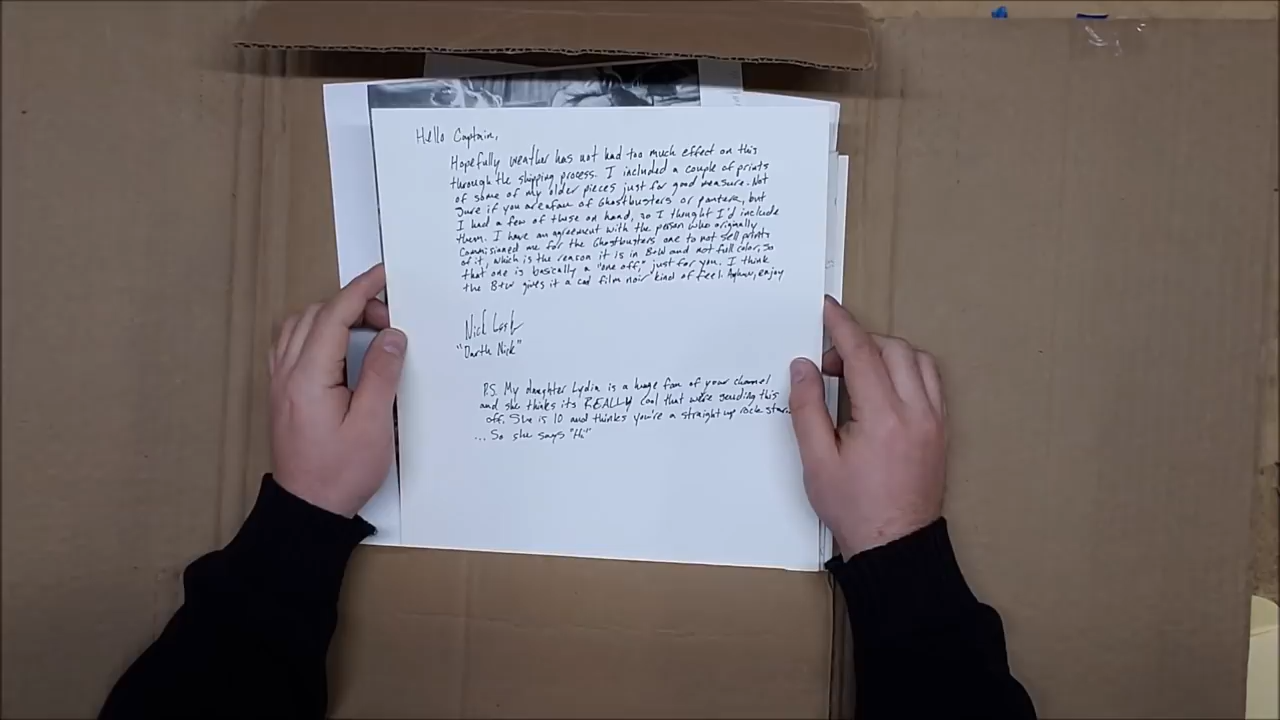 Hello Captain,
Hopefully weather has not had too much effect on this
through the shipping process. I included a couple of prints
of some of my older pieces just for good measure. Not
sure if you are a fan of Ghostbusters or pantera, but
I had a few of those on hand, so I thought I'd include
them. I have an agreement with the person who originally
commissioned me for the Ghostbusters one to not sell prints
of it, which is the reason it is in B+W and not full color, so
that one is basically a "one off," just for you. I think
the B+W gives it a cool film noir kind of feel. Anyhow, enjoy
Nick
"Darth Nick"
P.S. My daughter Lydia is a huge fan of your channel
and she thinks its REALLY cool that we're sending this
off. She is 10 and thinks you're a straight up rock star.
... So she says "Hi"